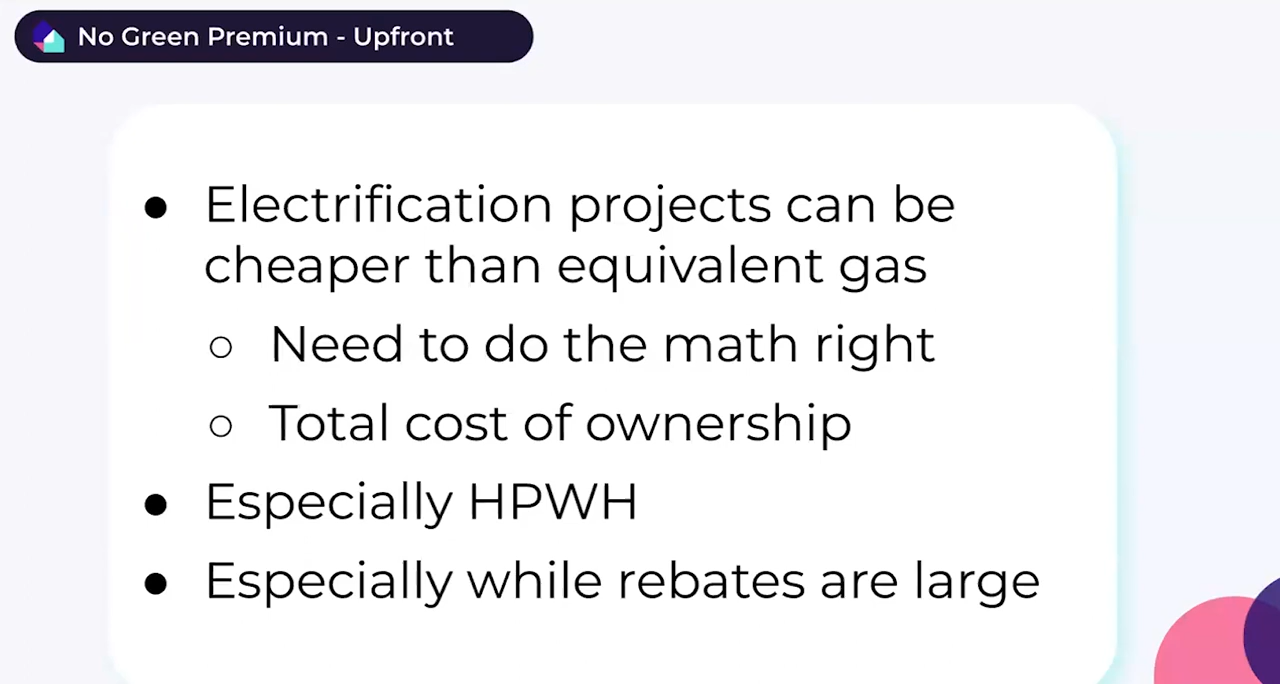 No Green Premium - Upfront
● Electrification projects can be
cheaper than equivalent gas
○ Need to do the math right
○ Total cost of ownership
● Especially HPWH
● Especially while rebates are large